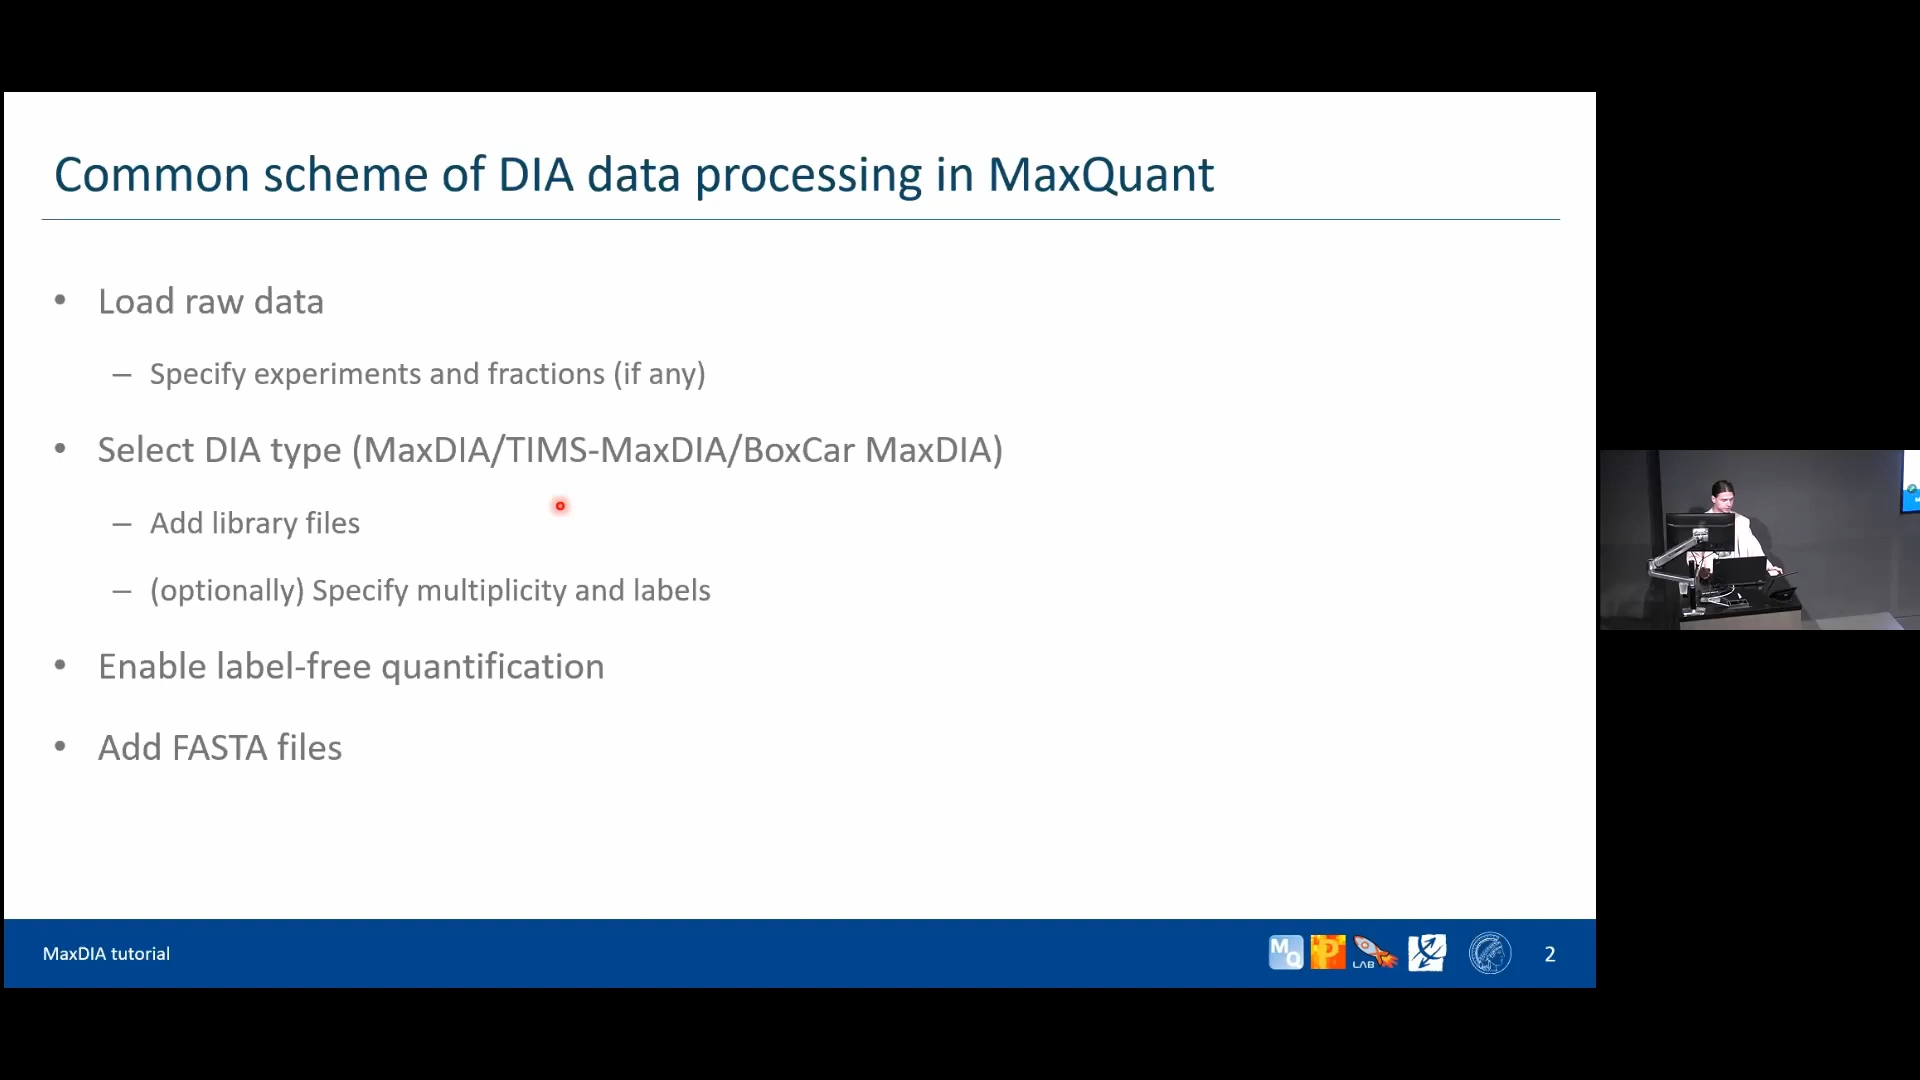 Common scheme of DIA data processing in MaxQuant
• Load raw data
– Specify experiments and fractions (if any)
• Select DIA type (MaxDIA/TIMS-MaxDIA/BoxCar MaxDIA)
– Add library files
– (optionally) Specify multiplicity and labels
• Enable label-free quantification
• Add FASTA files
MaxDIA tutorial
MQ
P
LAB
2